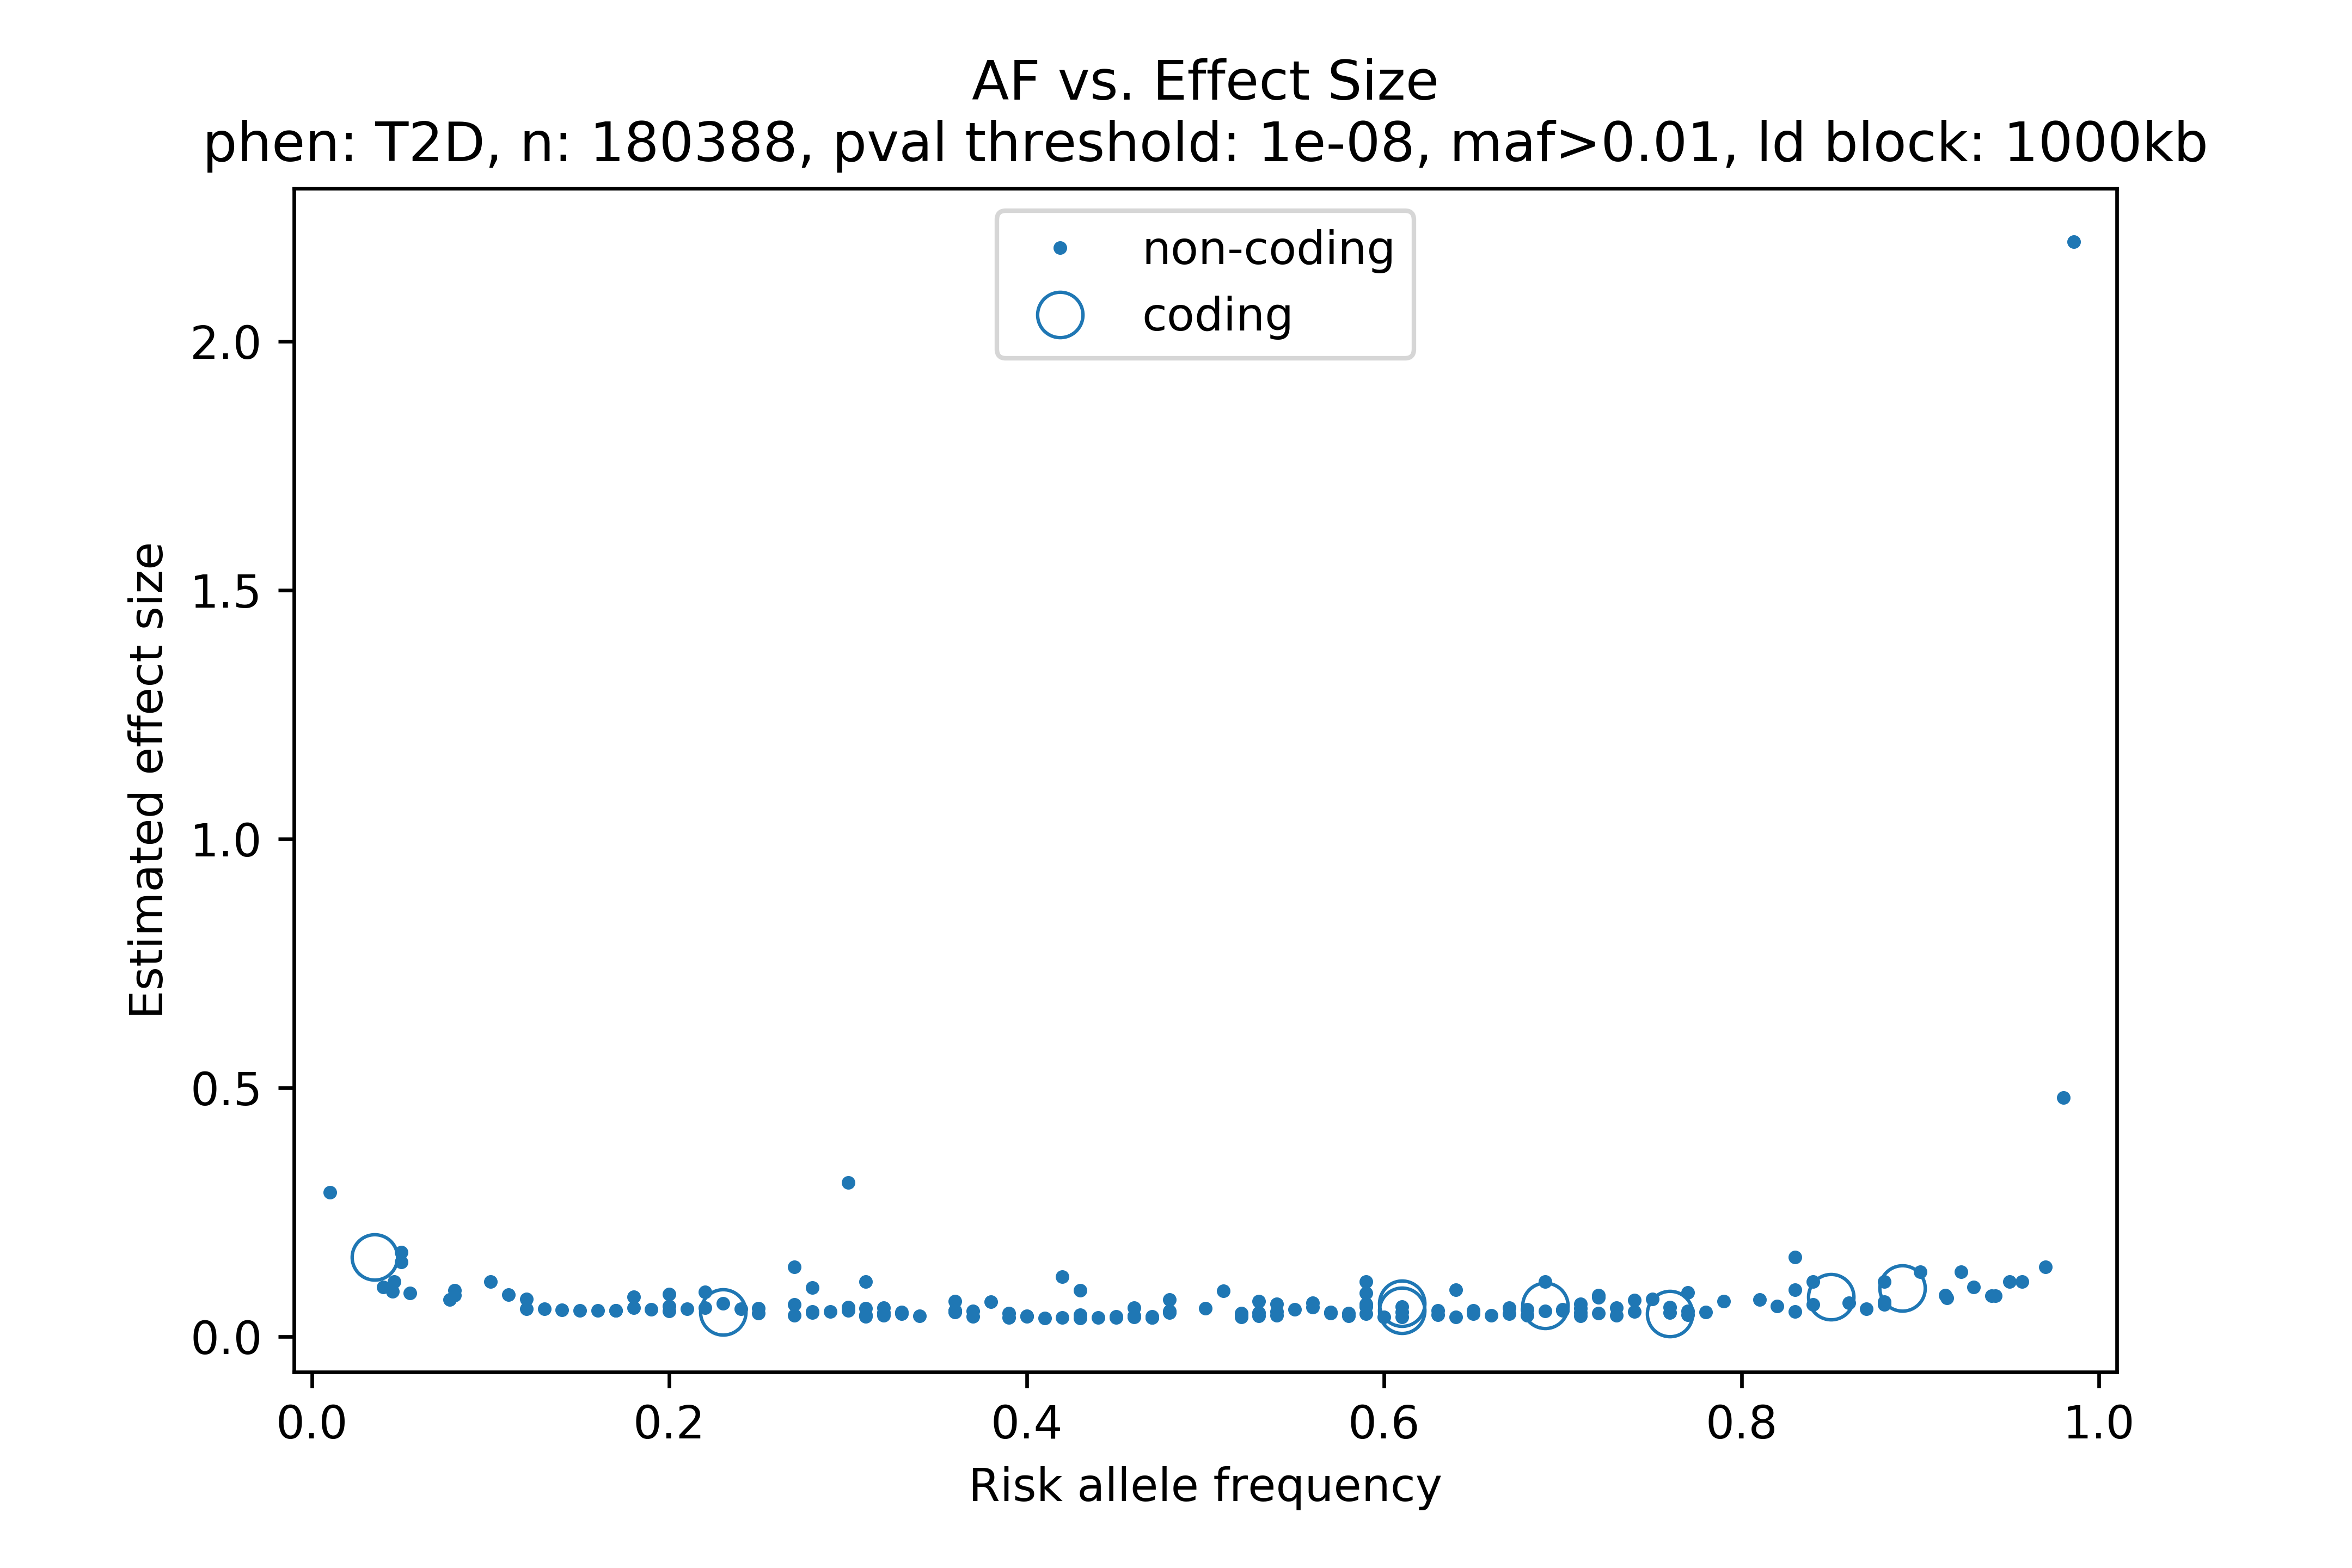 AF vs. Effect Size
phen: T2D, n: 180388, pval threshold: 1e-08, maf>0.01, ld block: 1000kb
non-coding
coding
Estimated effect size
2.0
1.5
1.0
0.5
0.0
0.0 0.2 0.4 0.6 0.8 1.0
Risk allele frequency